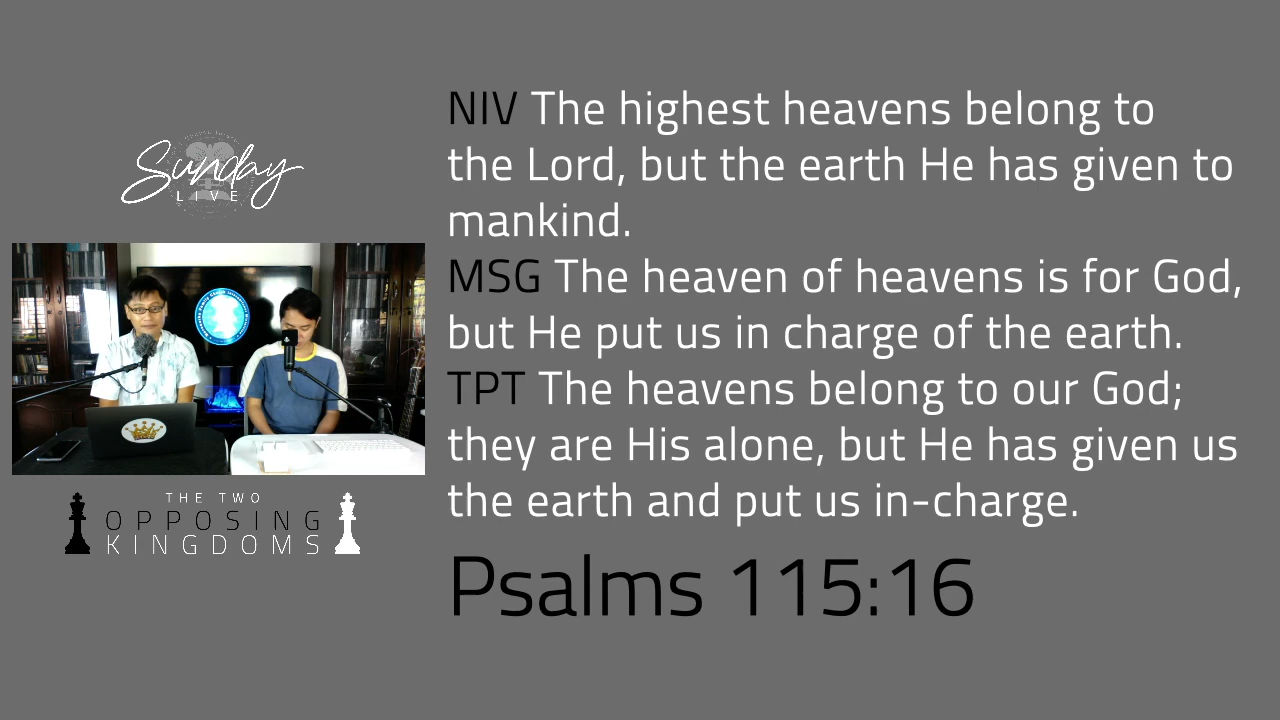 Sunday
LIVE
THE TWO
OPPOSING
KINGDOMS
NIV The highest heavens belong to
the Lord, but the earth He has given to
mankind.
MSG The heaven of heavens is for God,
but He put us in charge of the earth.
TPT The heavens belong to our God;
they are His alone, but He has given us
the earth and put us in-charge.
Psalms 115:16